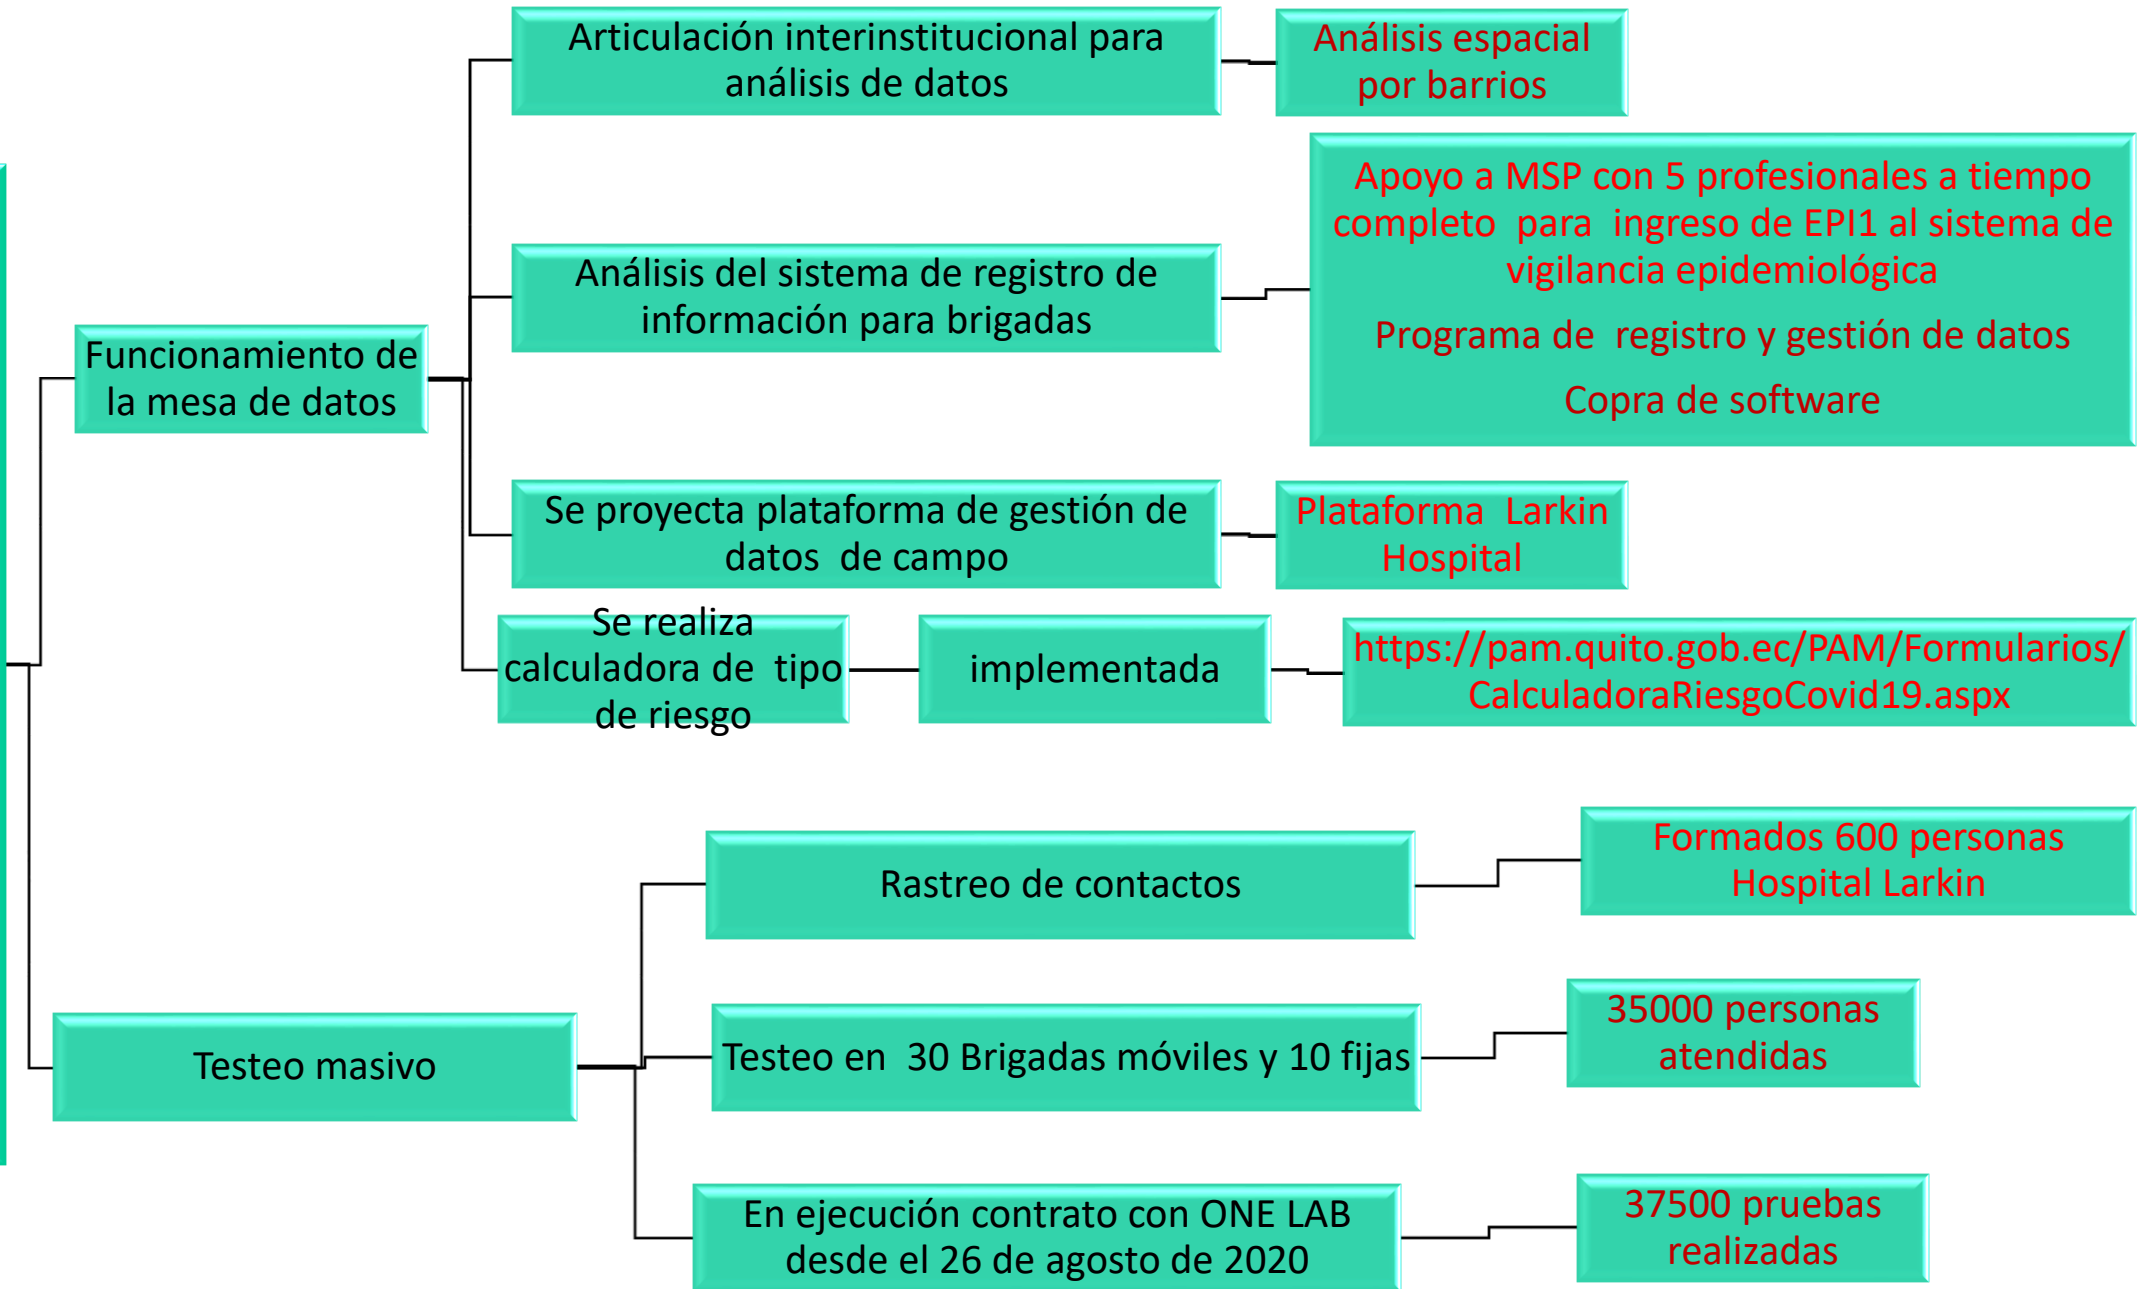 Articulación interinstitucional para
análisis de datos
Análisis espacial
por barrios
Apoyo a MSP con 5 profesionales a tiempo
completo para ingreso de EPI1 al sistema de
vigilancia epidemiológica
Programa de registro y gestión de datos
Copra de software
Análisis del sistema de registro de
información para brigadas
Funcionamiento de
la mesa de datos
Se proyecta plataforma de gestión de
datos de campo
Plataforma Larkin
Hospital
Se realiza
calculadora de tipo
de riesgo
implementada
https://pam.quito.gob.ec/PAM/Formularios/
CalculadoraRiesgoCovid19.aspx
Rastreo de contactos
Formados 600 personas
Hospital Larkin
Testeo masivo
Testeo en 30 Brigadas móviles y 10 fijas
35000 personas
atendidas
En ejecución contrato con ONE LAB
desde el 26 de agosto de 2020
37500 pruebas
realizadas